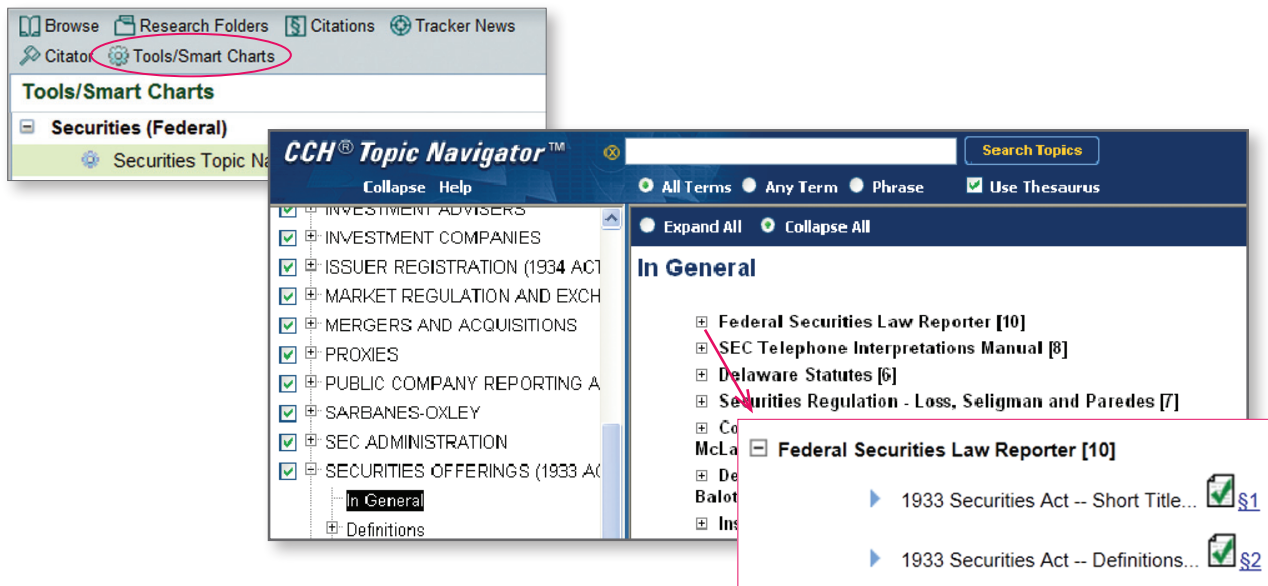 Browse Research Folders § Citations Tracker News
Citator Tools/Smart Charts
Tools/Smart Charts
Securities (Federal)
Securities Topic
CCH® Topic Navigator™
Search Topics
Collapse Help
All Terms Any Term Phrase Use Thesaurus
INVESTMENT ADVISERS
INVESTMENT COMPANIES
ISSUER REGISTRATION (1934 ACT
MARKET REGULATION AND EXCH
MERGERS AND ACQUISITIONS
PROXIES
PUBLIC COMPANY REPORTING A
SARBANES-OXLEY
SEC ADMINISTRATION
SECURITIES OFFERINGS (1933
In General
Definitions
Expand All Collapse All
In General
Federal Securities Law Reporter [10]
SEC Telephone Interpretations Manual [8]
Delaware Statutes [6]
Securities Regulation - Loss, Seligman and Paredes [7]
Co
McLa
De
Balot
Ins
Federal Securities Law Reporter [10]
1933 Securities Act -- Short Title... §1
1933 Securities Act -- Definitions... §2